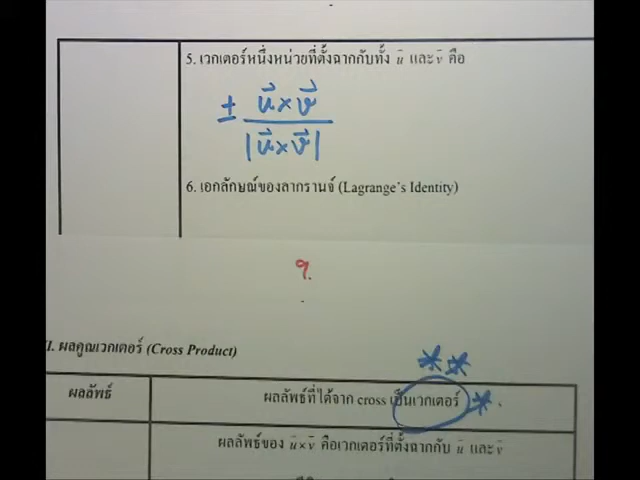 5. เวกเตอร์หนึ่งหน่วยที่ตั้งฉากกับทั้ง ū และ v̄ คือ
± (u⃗×v⃗) / |u⃗×v⃗|
6. เอกลักษณ์ของลากรานจ์ (Lagrange's Identity)
9.
I. ผลคูณเวกเตอร์ (Cross Product)
ผลลัพธ์
ผลลัพธ์ที่ได้จาก cross เป็นเวกเตอร์
ผลลัพธ์ของ ū×v̄ คือเวกเตอร์ที่ตั้งฉากกับ ū และ v̄